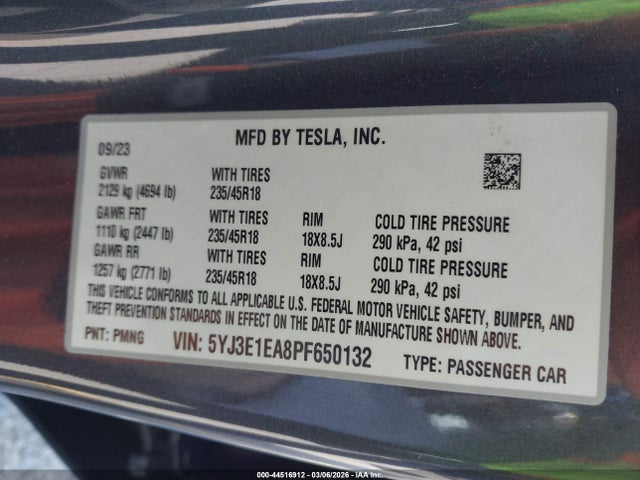 MFD BY TESLA, INC.
09/23
GVWR WITH TIRES
2129 kg (4694 lb) 235/45R18
GAWR FRT WITH TIRES RIM COLD TIRE PRESSURE
1110 kg (2447 lb) 235/45R18 18X8.5J 290 kPa, 42 psi
GAWR RR WITH TIRES RIM COLD TIRE PRESSURE
1257 kg (2771 lb) 235/45R18 18X8.5J 290 kPa, 42 psi
THIS VEHICLE CONFORMS TO ALL APPLICABLE U.S. FEDERAL MOTOR VEHICLE SAFETY, BUMPER, AND
THEFT PREVENTION STANDARDS IN EFFECT ON THE DATE OF MANUFACTURE SHOWN ABOVE.
PNT: PMNG VIN: 5YJ3E1EA8PF650132 TYPE: PASSENGER CAR
000-44516912 - 03/06/2026 - IAA Inc.